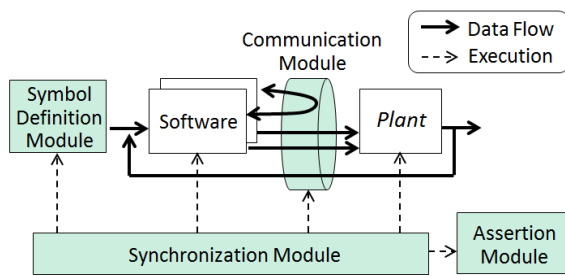 Communication
Module
Data Flow
Execution
Symbol
Definition
Module
Software
Plant
Synchronization Module
Assertion
Module